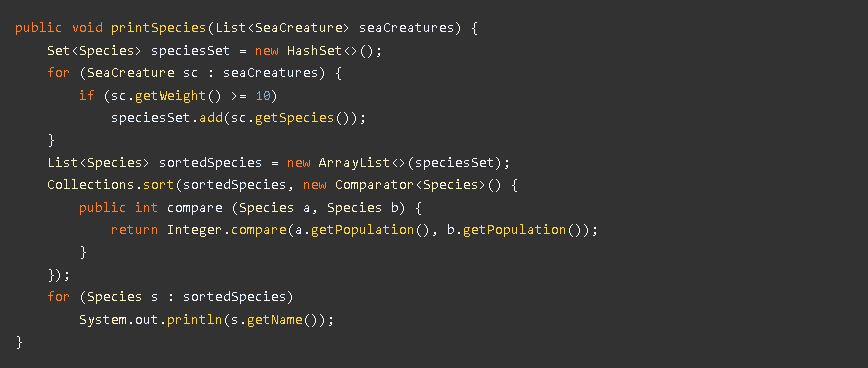 public void printSpecies(List<SeaCreature> seaCreatures) {
    Set<Species> speciesSet = new HashSet<>();
    for (SeaCreature sc : seaCreatures) {
        if (sc.getWeight() >= 10)
            speciesSet.add(sc.getSpecies());
    }
    List<Species> sortedSpecies = new ArrayList<>(speciesSet);
    Collections.sort(sortedSpecies, new Comparator<Species>() {
        public int compare (Species a, Species b) {
            return Integer.compare(a.getPopulation(), b.getPopulation());
        }
    });
    for (Species s : sortedSpecies)
        System.out.println(s.getName());
}